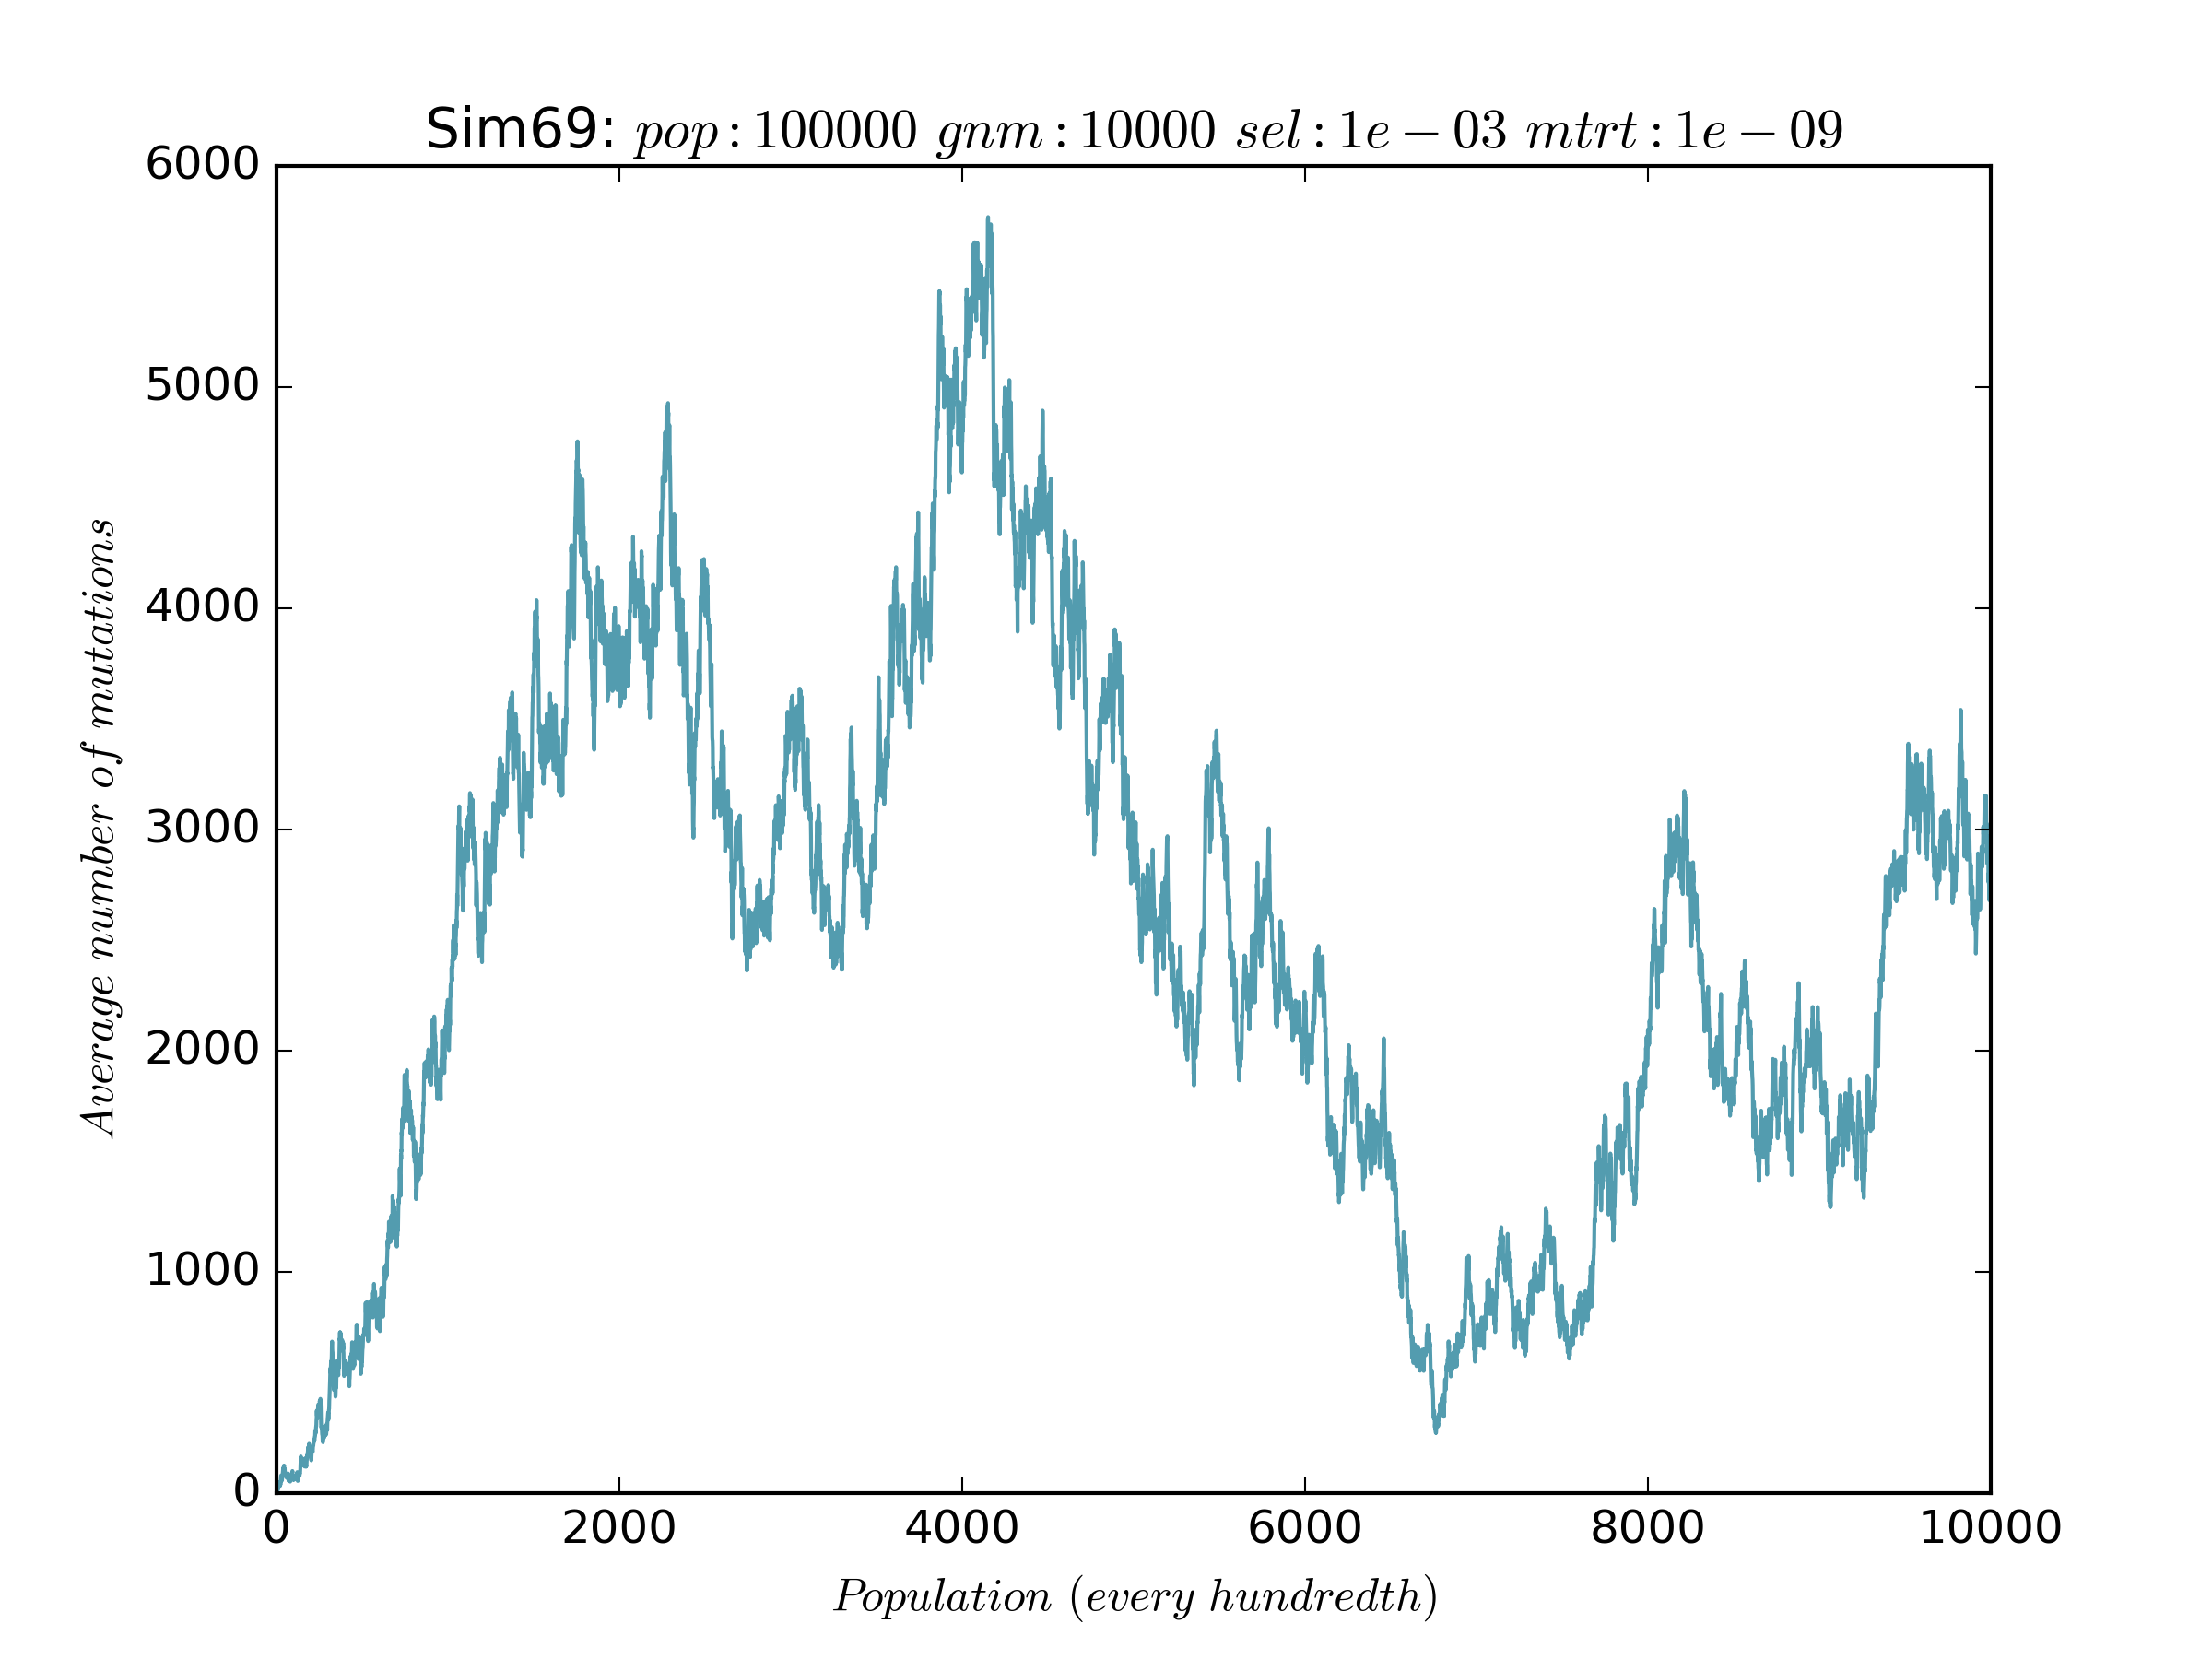 Sim69: pop : 100000 gnm : 10000 sel : 1e − 03 mtrt : 1e − 09
6000
5000
4000
3000
2000
1000
0
Average number of mutations
0 2000 4000 6000 8000 10000
Population (every hundredth)